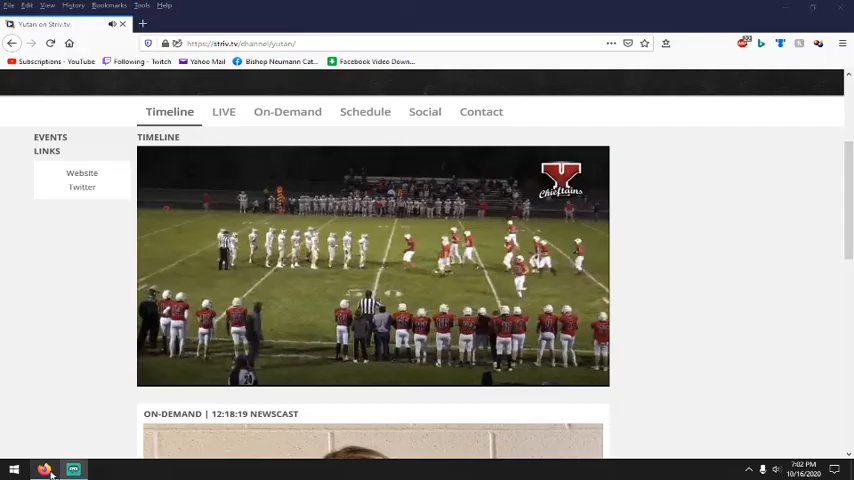 File Edit View History Bookmarks Tools Help
Yutan on Striv.tv
https://striv.tv/channel/yutan/
Subscriptions - YouTube Following - Twitch Yahoo Mail Bishop Neumann Cat... Facebook Video Down...
Timeline LIVE On-Demand Schedule Social Contact
EVENTS
LINKS
Website
Twitter
TIMELINE
Y
Chieftains
ON-DEMAND | 12:18:19 NEWSCAST
7:02 PM
10/16/2020